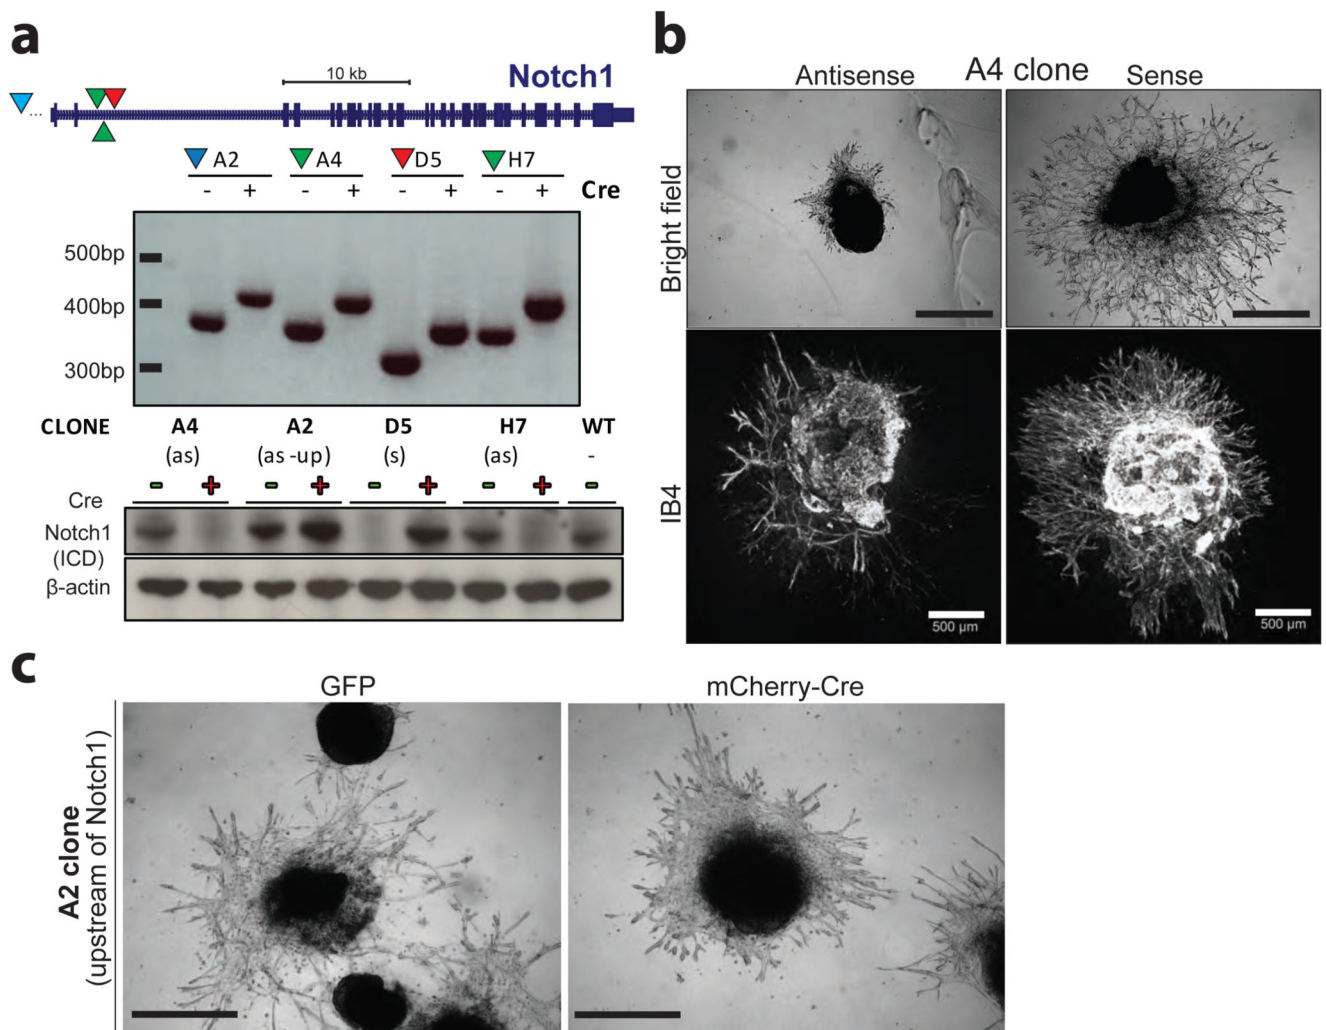 a
10 kb
Notch1
...
A2 A4 D5 H7
- + - + - + - + Cre
500bp
400bp
300bp
CLONE A4 A2 D5 H7 WT
(as) (as -up) (s) (as) -
Cre - + - + - + - + -
Notch1
(ICD)
β-actin
b
A4 clone
Antisense Sense
Bright field
IB4
500 µm 500 µm
c
GFP mCherry-Cre
A2 clone
(upstream of Notch1)